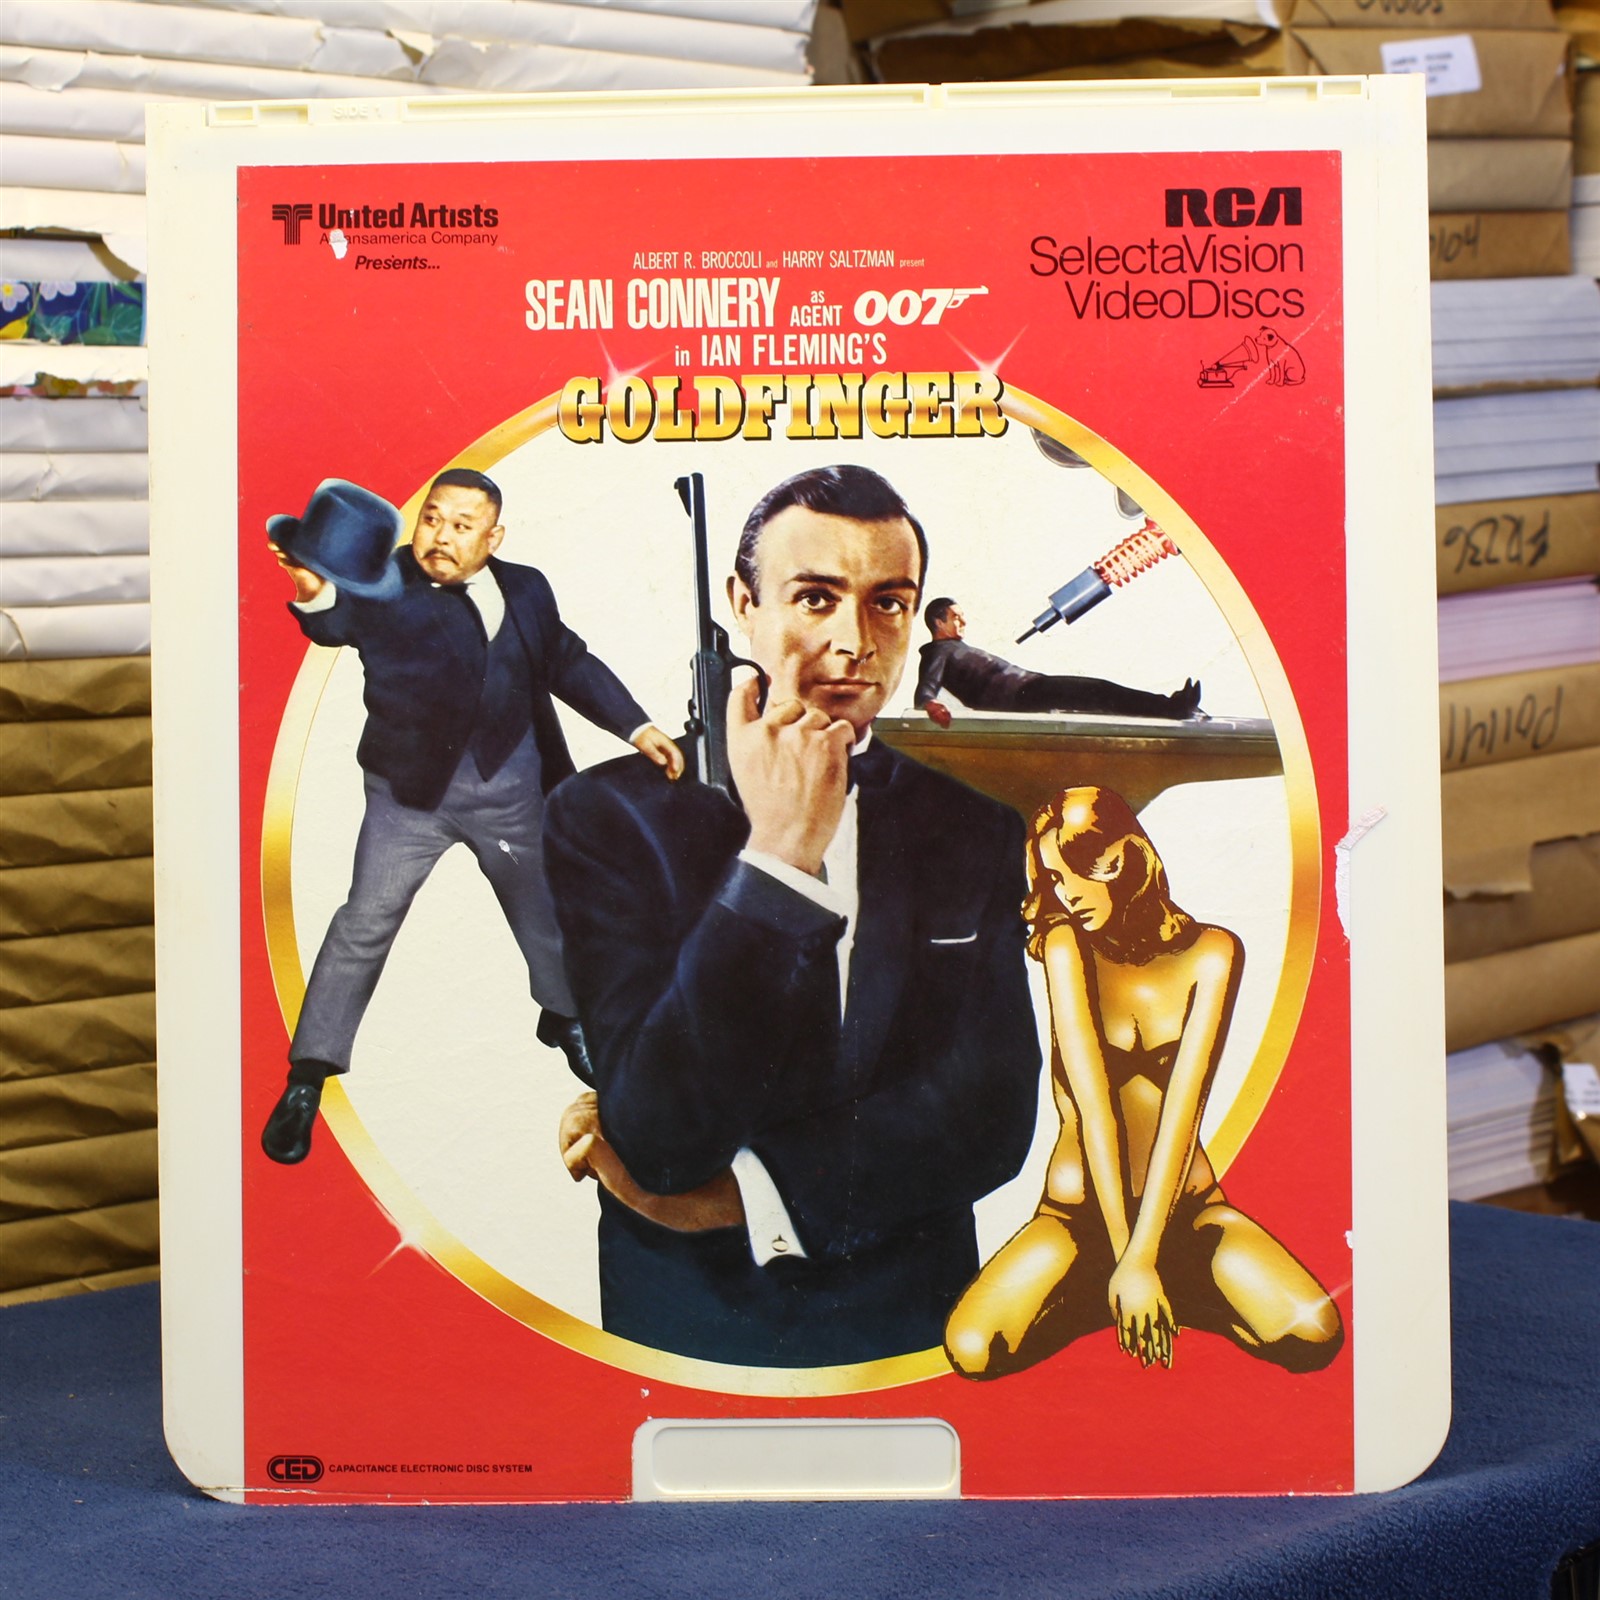 SIDE 1
United Artists
A Transamerica Company
Presents...
RCA
SelectaVision
VideoDiscs
ALBERT R. BROCCOLI and HARRY SALTZMAN present
SEAN CONNERY as AGENT 007
in IAN FLEMING'S
GOLDFINGER
CED CAPACITANCE ELECTRONIC DISC SYSTEM